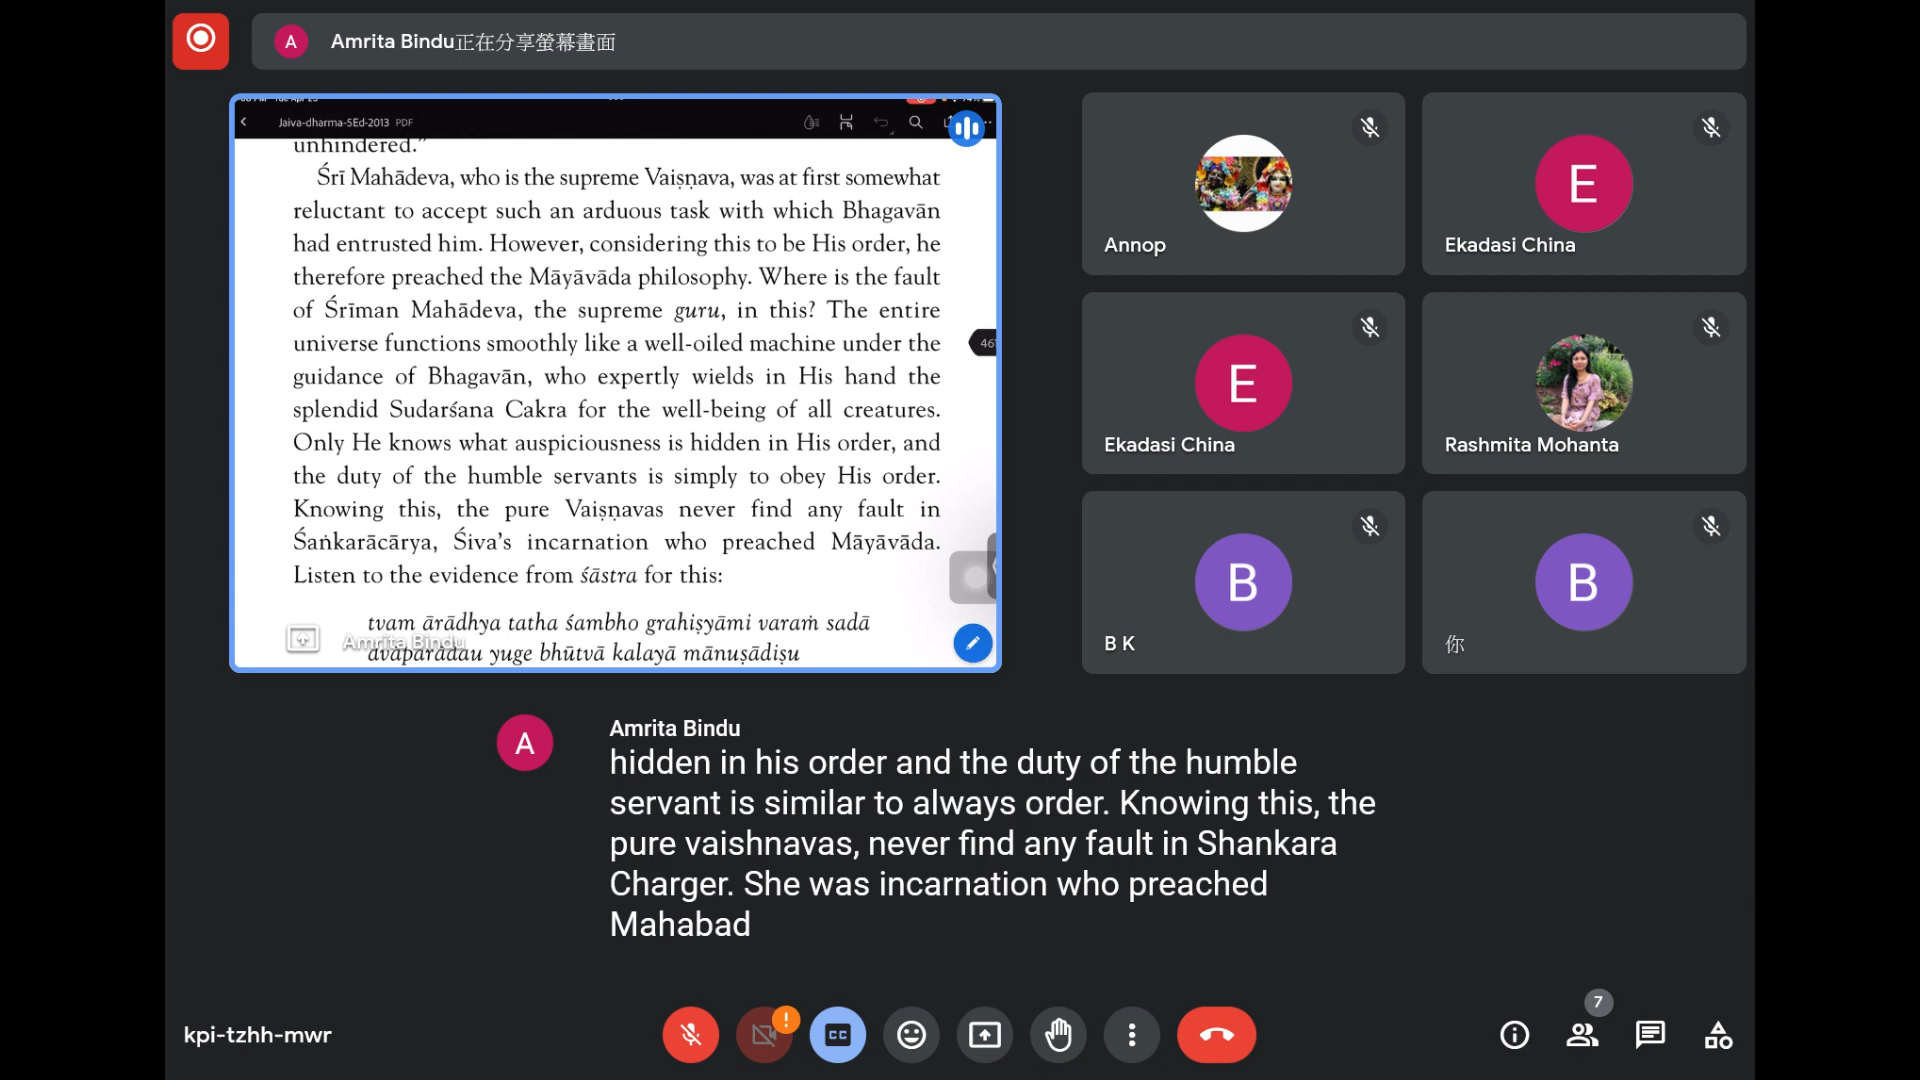 A Amrita Bindu正在分享螢幕畫面
Jaiva-dharma-5Ed-2013 PDF
unhindered.”
Śrī Mahādeva, who is the supreme Vaiṣṇava, was at first somewhat
reluctant to accept such an arduous task with which Bhagavān
had entrusted him. However, considering this to be His order, he
therefore preached the Māyāvāda philosophy. Where is the fault
of Śrīman Mahādeva, the supreme guru, in this? The entire
universe functions smoothly like a well-oiled machine under the
guidance of Bhagavān, who expertly wields in His hand the
splendid Sudarśana Cakra for the well-being of all creatures.
Only He knows what auspiciousness is hidden in His order, and
the duty of the humble servants is simply to obey His order.
Knowing this, the pure Vaiṣṇavas never find any fault in
Śaṅkarācārya, Śiva’s incarnation who preached Māyāvāda.
Listen to the evidence from śāstra for this:
tvam ārādhya tatha śambho grahiṣyāmi varaṁ sadā
yuge bhūtvā kalayā mānuṣādiṣu
Amrita Bindu
Annop
E
Ekadasi China
E
Ekadasi China
Rashmita Mohanta
B
B K
B
你
A
Amrita Bindu
hidden in his order and the duty of the humble
servant is similar to always order. Knowing this, the
pure vaishnavas, never find any fault in Shankara
Charger. She was incarnation who preached
Mahabad
kpi-tzhh-mwr
!
CC
7